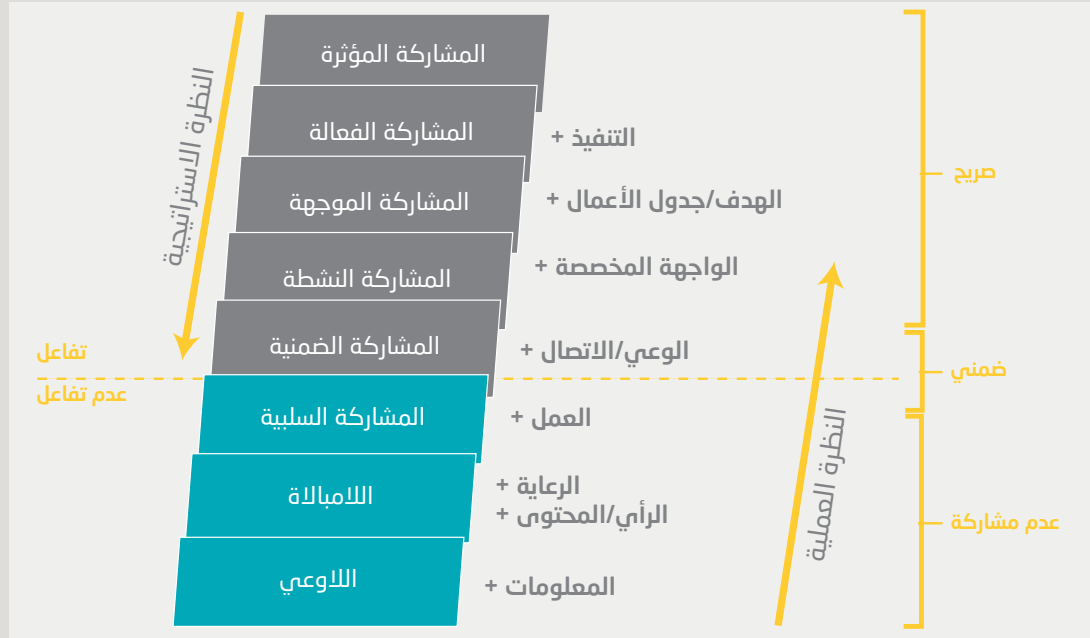 المشاركة المؤثرة
المشاركة الفعالة
التنفيذ +
المشاركة الموجهة
الهدف/جدول الأعمال +
المشاركة النشطة
الواجهة المخصصة +
المشاركة الضمنية
الوعي/الاتصال +
المشاركة السلبية
العمل +
اللامبالاة
الرعاية +
الرأي/المحتوى +
اللاوعي
المعلومات +
صريح
ضمني
عدم مشاركة
النظرة العملية
النظرة الاستراتيجية
تفاعل
عدم تفاعل